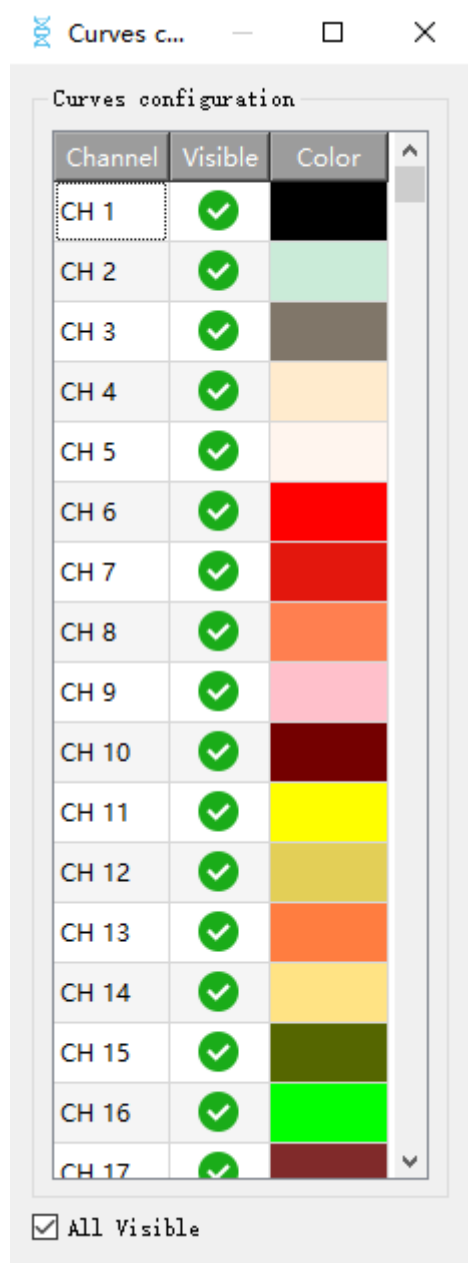 Curves c...
Curves configuration
Channel Visible Color
CH 1
CH 2
CH 3
CH 4
CH 5
CH 6
CH 7
CH 8
CH 9
CH 10
CH 11
CH 12
CH 13
CH 14
CH 15
CH 16
CH 17
All Visible